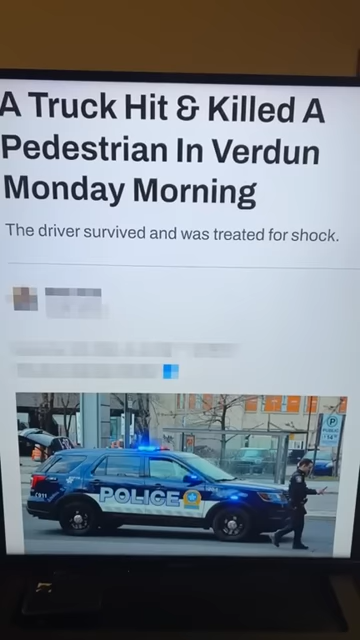 A Truck Hit & Killed A
Pedestrian In Verdun
Monday Morning
The driver survived and was treated for shock.
POLICE
P